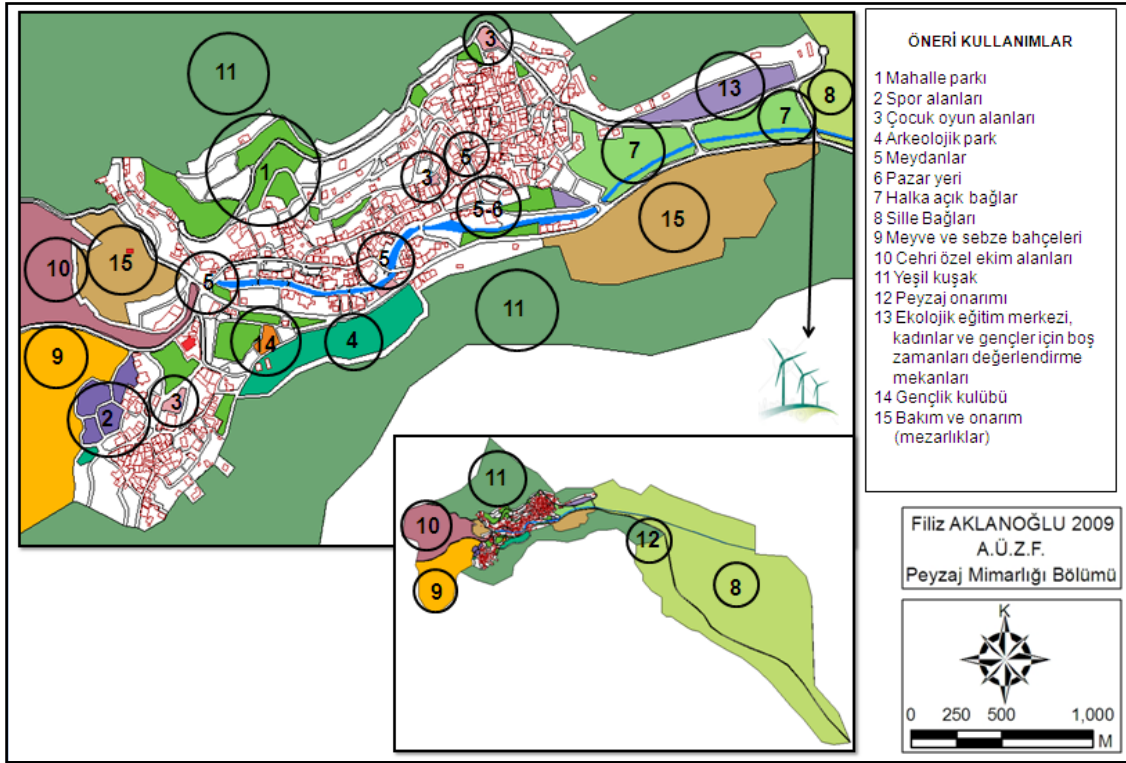 3
11
13
8
7
1
5
3
7
5-6
15
15
10
5
5
11
14
4
9
3
2
11
10
12
8
9
ÖNERİ KULLANIMLAR
1 Mahalle parkı
2 Spor alanları
3 Çocuk oyun alanları
4 Arkeolojik park
5 Meydanlar
6 Pazar yeri
7 Halka açık bağlar
8 Sille Bağları
9 Meyve ve sebze bahçeleri
10 Cehri özel ekim alanları
11 Yeşil kuşak
12 Peyzaj onarımı
13 Ekolojik eğitim merkezi,
kadınlar ve gençler için boş
zamanları değerlendirme
mekanları
14 Gençlik kulübü
15 Bakım ve onarım
(mezarlıklar)
Filiz AKLANOĞLU 2009
A.Ü.Z.F.
Peyzaj Mimarlığı Bölümü
K
0 250 500 1,000
M